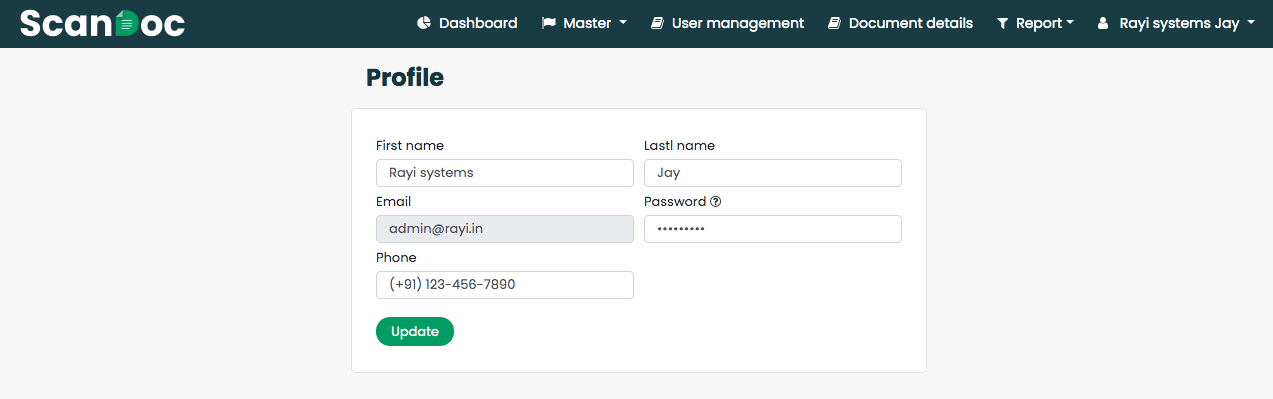 ScanDoc Dashboard Master User management Document details Report Rayi systems Jay
Profile
First name Lastl name
Rayi systems Jay
Email Password
admin@rayi.in •••••••••
Phone
(+91) 123-456-7890
Update